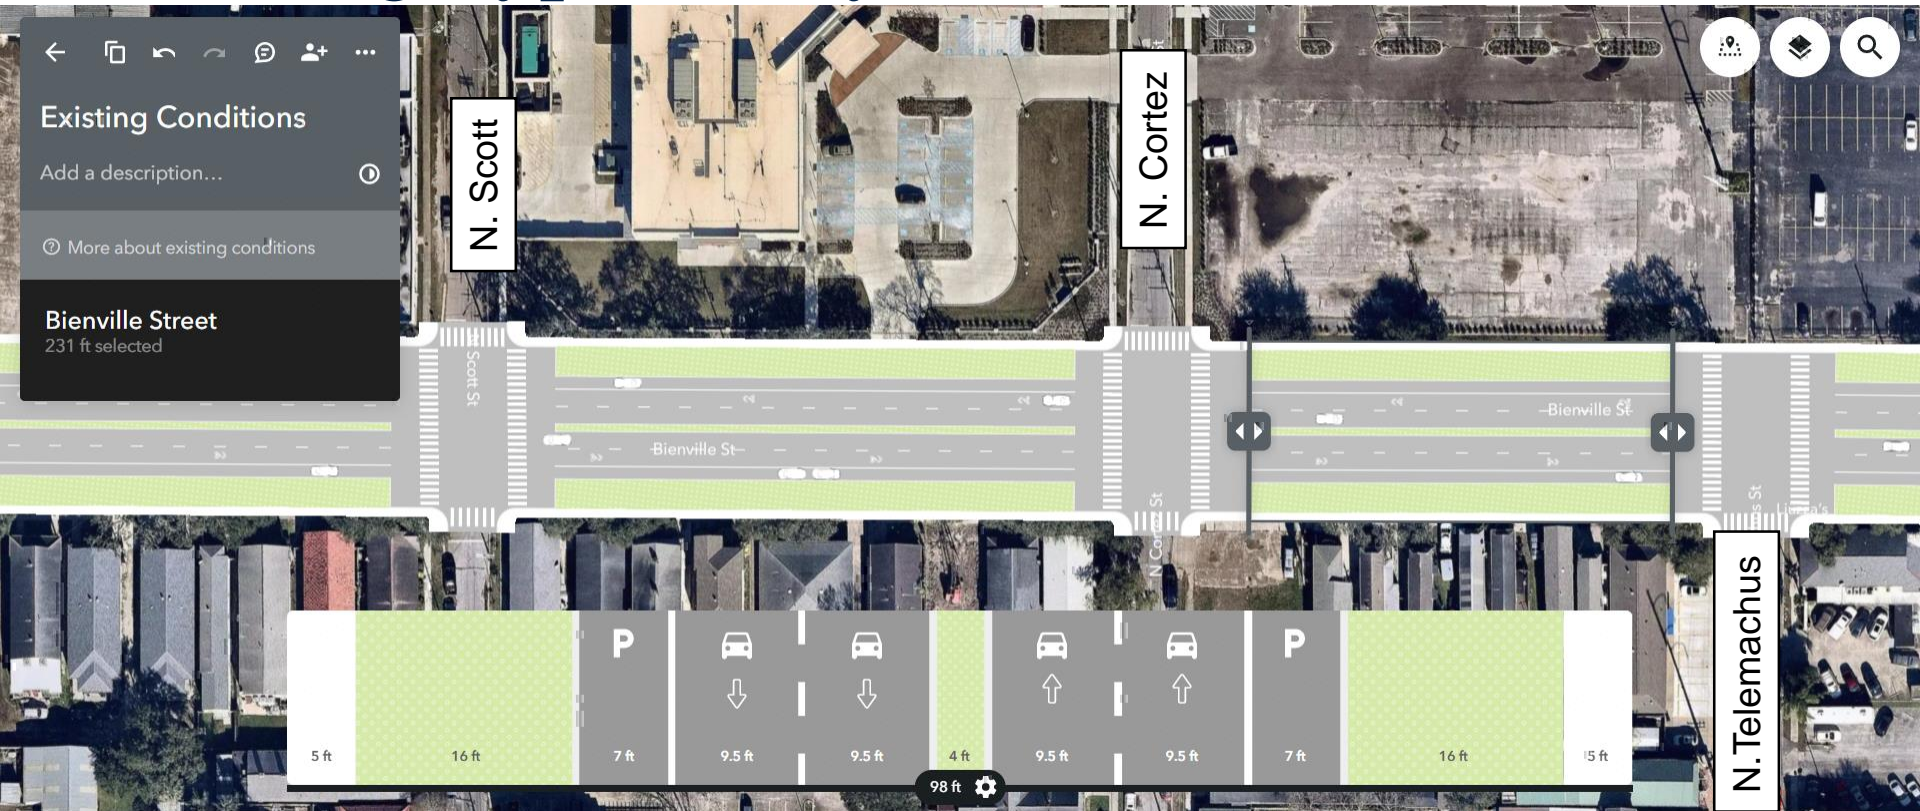 Existing Conditions
Add a description...
More about existing conditions
Bienville Street
231 ft selected
N. Scott
N. Cortez
N. Telemachus
Scott St
Bienville St
Bienville St
N Cortez St
5 ft
16 ft
P
7 ft
9.5 ft
9.5 ft
4 ft
9.5 ft
9.5 ft
P
7 ft
16 ft
5 ft
98 ft